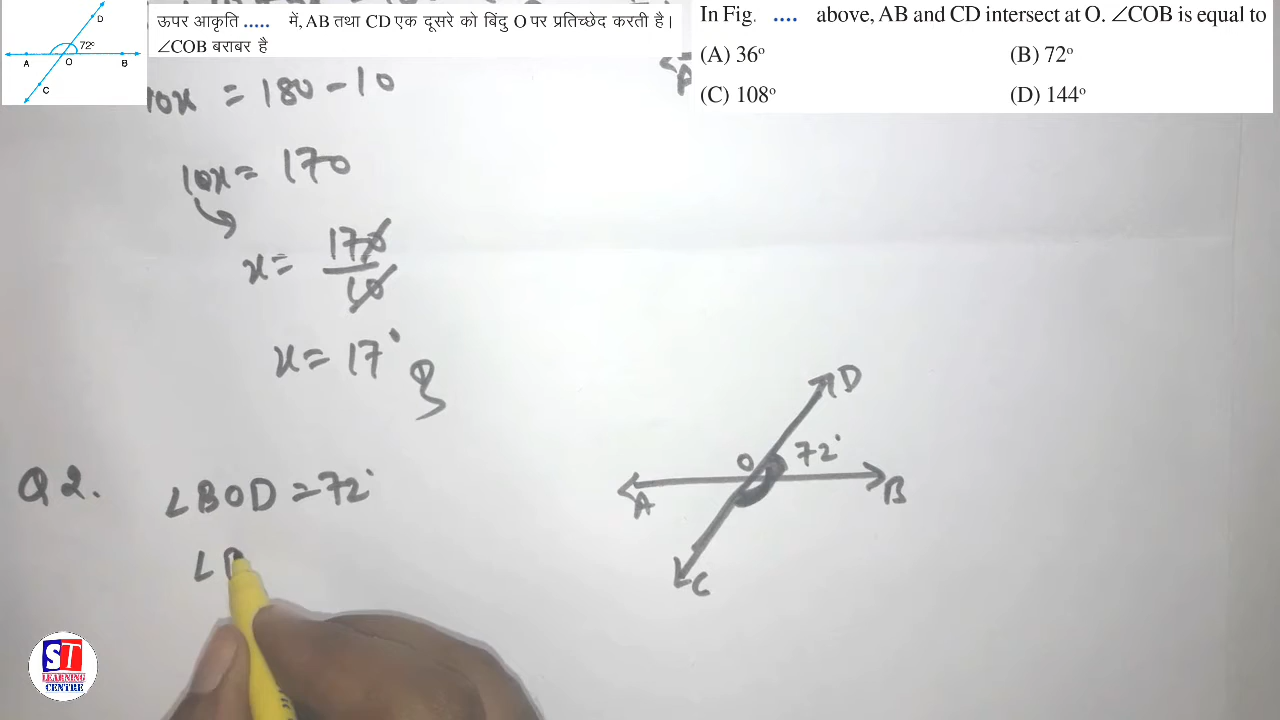 ऊपर आकृति ..... में, AB तथा CD एक दूसरे को बिंदु O पर प्रतिच्छेद करती है।
∠COB बराबर है
In Fig. .... above, AB and CD intersect at O. ∠COB is equal to
(A) 36°
(B) 72°
(C) 108°
(D) 144°
D
72°
A O B
C
10x = 180 - 10
10x = 170
x = 170/10
x = 17°
Q 2. ∠BOD = 72°
∠
D
O 72°
A B
C
ST
LEARNING
CENTRE